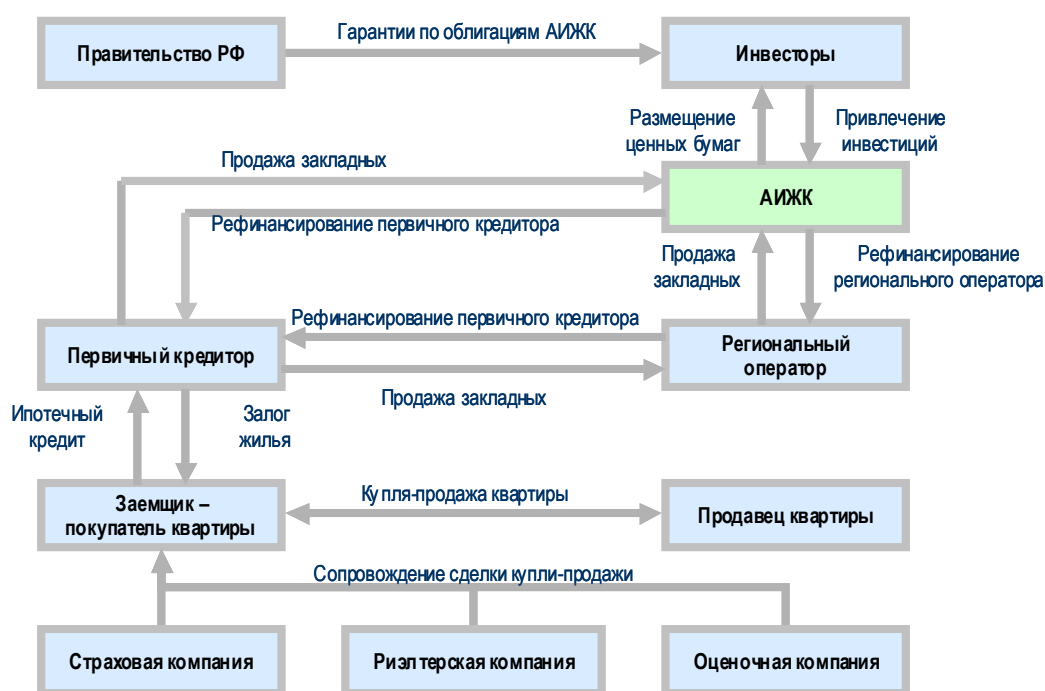 Гарантии по облигациям АИЖК
Правительство РФ
Инвесторы
Размещение
ценных бумаг
Привлечение
инвестиций
Продажа закладных
АИЖК
Рефинансирование первичного кредитора
Продажа
закладных
Рефинансирование
регионального оператора
Рефинансирование первичного кредитора
Первичный кредитор
Региональный
оператор
Продажа закладных
Ипотечный
кредит
Залог
жилья
Заемщик –
покупатель квартиры
Купля-продажа квартиры
Продавец квартиры
Сопровождение сделки купли-продажи
Страховая компания
Риэлтерская компания
Оценочная компания